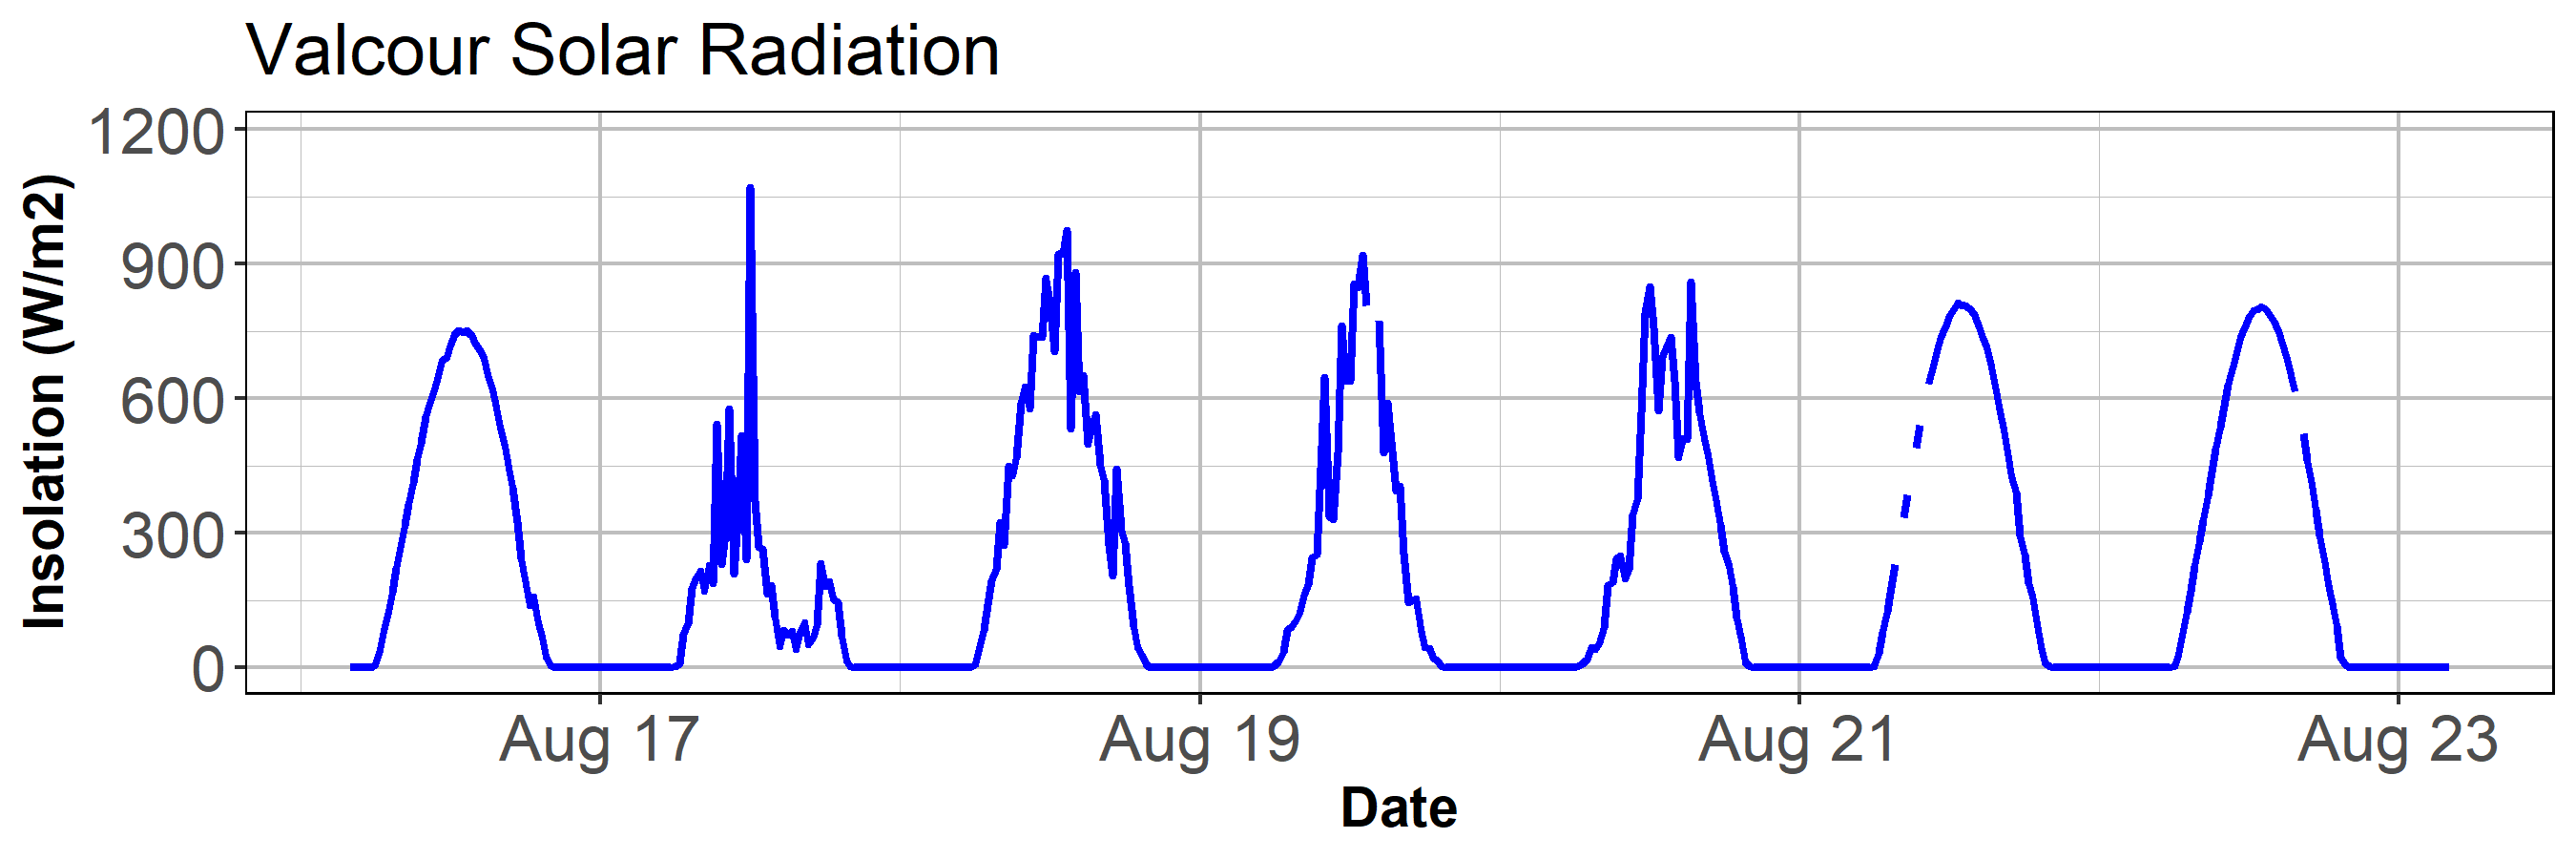 Valcour Solar Radiation
1200
900
600
300
0
Insolation (W/m2)
Aug 17
Aug 19
Aug 21
Aug 23
Date